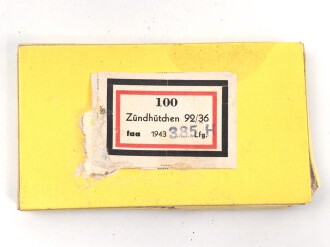 100
Zündhütchen 92/36
faa 1943 385.H Lfg.